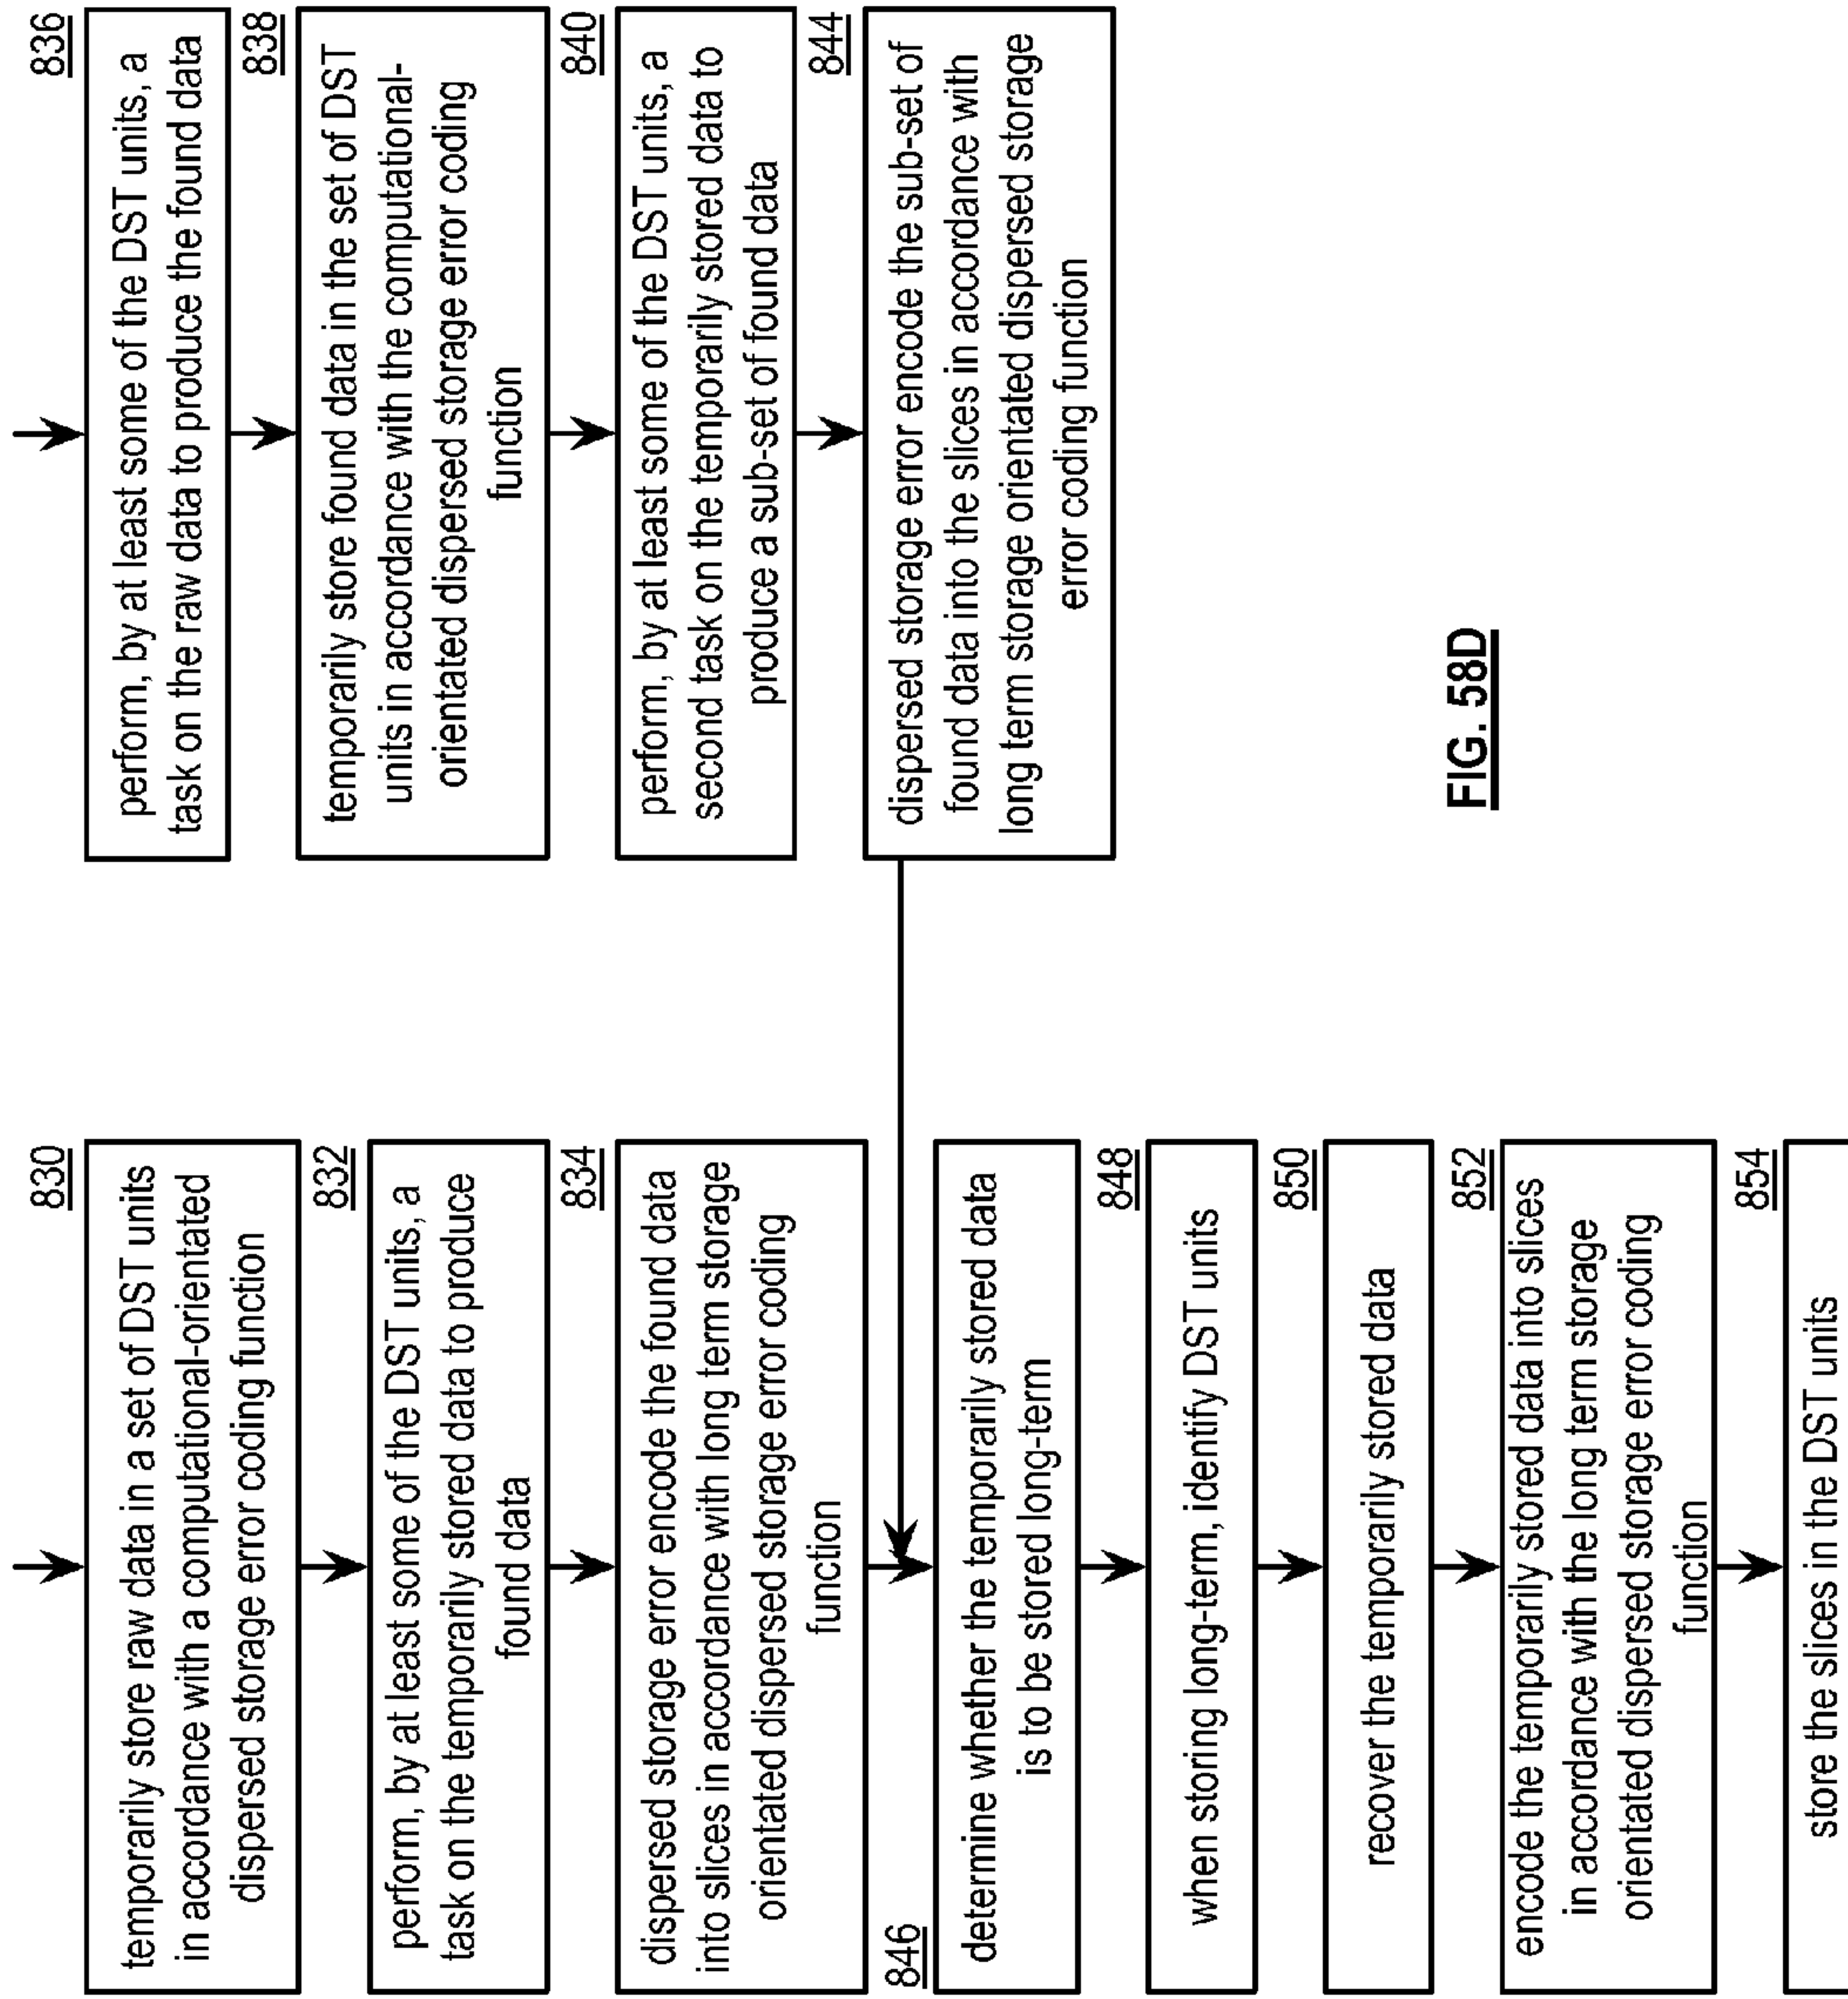 830
temporarily store raw data in a set of DST units
in accordance with a computational-orientated
dispersed storage error coding function
832
perform, by at least some of the DST units, a
task on the temporarily stored data to produce
found data
834
dispersed storage error encode the found data
into slices in accordance with long term storage
orientated dispersed storage error coding
function
846
determine whether the temporarily stored data
is to be stored long-term
848
when storing long-term, identify DST units
850
recover the temporarily stored data
852
encode the temporarily stored data into slices
in accordance with the long term storage
orientated dispersed storage error coding
function
854
store the slices in the DST units
836
perform, by at least some of the DST units, a
task on the raw data to produce the found data
838
temporarily store found data in the set of DST
units in accordance with the computational-
orientated dispersed storage error coding
function
840
perform, by at least some of the DST units, a
second task on the temporarily stored data to
produce a sub-set of found data
844
dispersed storage error encode the sub-set of
found data into the slices in accordance with
long term storage orientated dispersed storage
error coding function
FIG. 58D